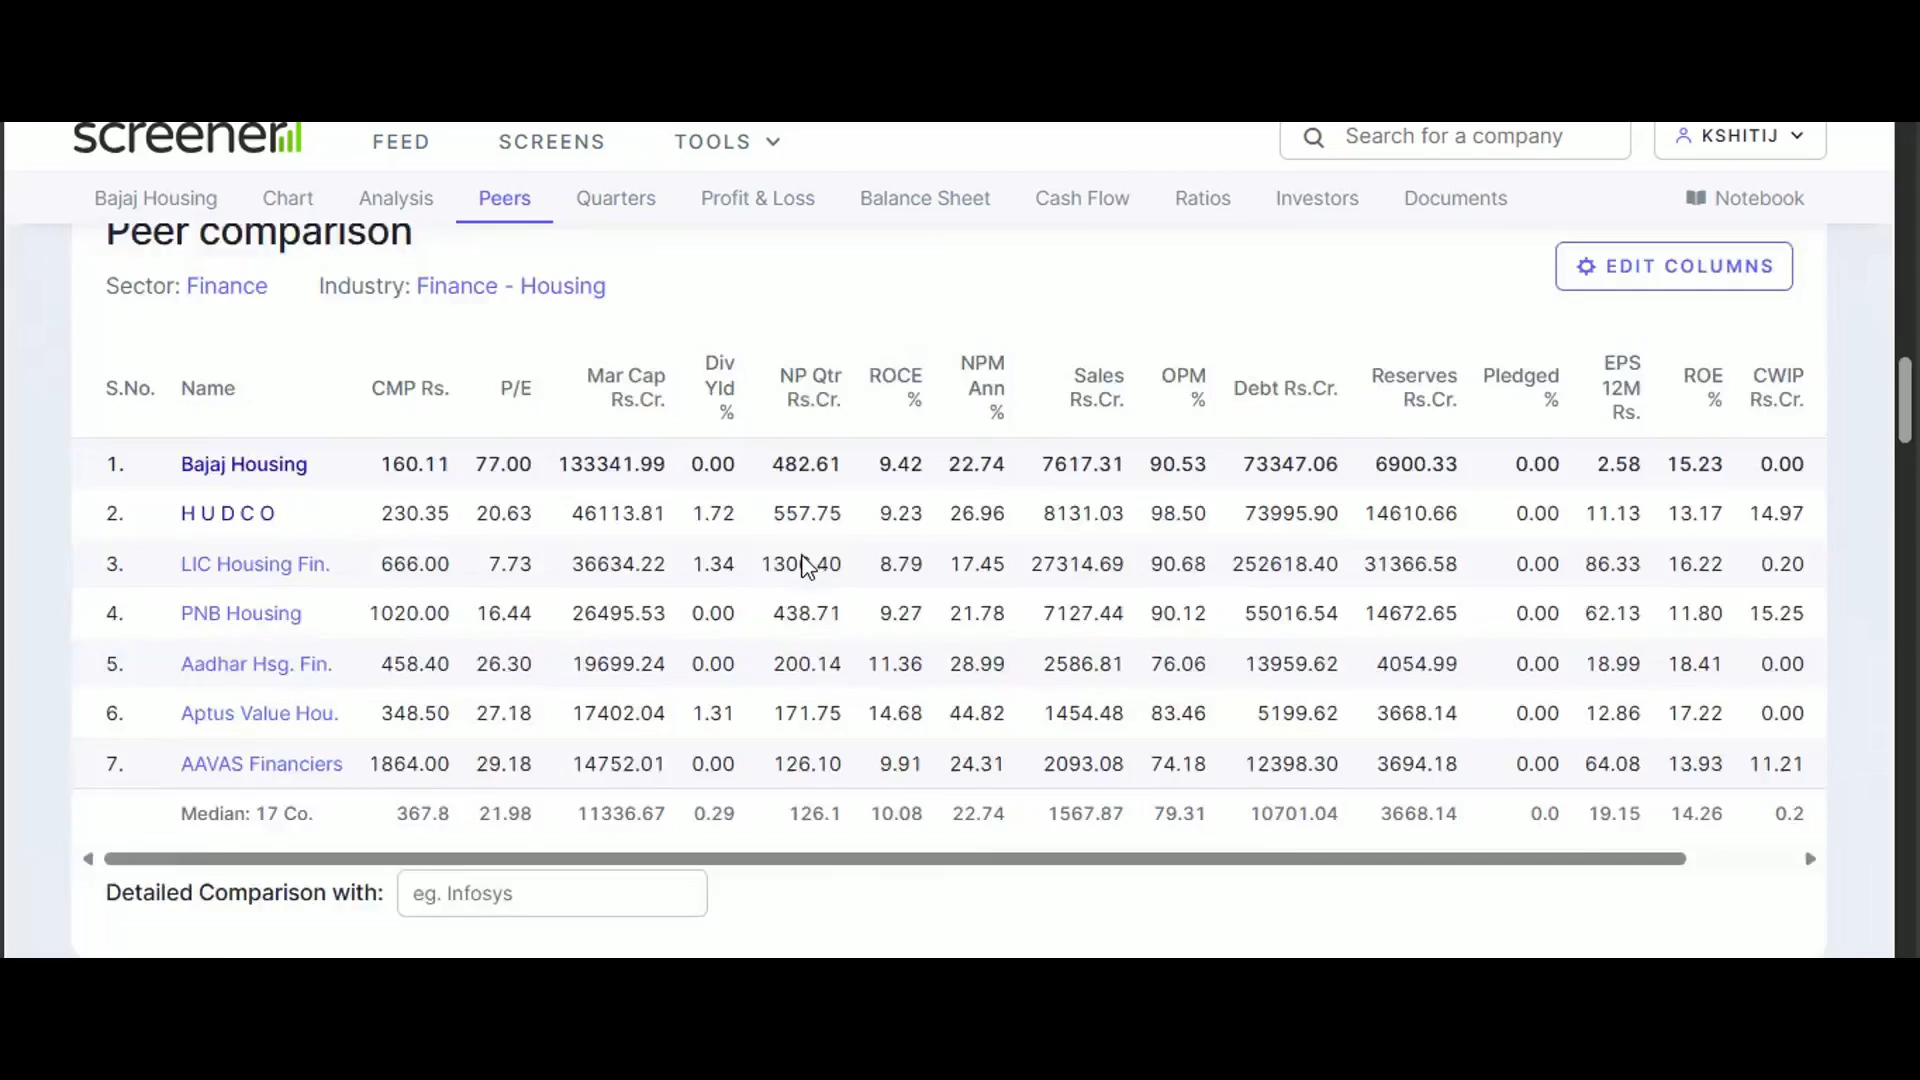 screener
FEED SCREENS TOOLS
Search for a company
KSHITIJ
Bajaj Housing Chart Analysis Peers Quarters Profit & Loss Balance Sheet Cash Flow Ratios Investors Documents Notebook
Peer comparison
EDIT COLUMNS
Sector: Finance Industry: Finance - Housing
S.No. Name CMP Rs. P/E Mar Cap Rs.Cr. Div Yld % NP Qtr Rs.Cr. ROCE % NPM Ann % Sales Rs.Cr. OPM % Debt Rs.Cr. Reserves Rs.Cr. Pledged % EPS 12M Rs. ROE % CWIP Rs.Cr.
1. Bajaj Housing 160.11 77.00 133341.99 0.00 482.61 9.42 22.74 7617.31 90.53 73347.06 6900.33 0.00 2.58 15.23 0.00
2. H U D C O 230.35 20.63 46113.81 1.72 557.75 9.23 26.96 8131.03 98.50 73995.90 14610.66 0.00 11.13 13.17 14.97
3. LIC Housing Fin. 666.00 7.73 36634.22 1.34 8.79 17.45 27314.69 90.68 252618.40 31366.58 0.00 86.33 16.22 0.20
4. PNB Housing 1020.00 16.44 26495.53 0.00 438.71 9.27 21.78 7127.44 90.12 55016.54 14672.65 0.00 62.13 11.80 15.25
5. Aadhar Hsg. Fin. 458.40 26.30 19699.24 0.00 200.14 11.36 28.99 2586.81 76.06 13959.62 4054.99 0.00 18.99 18.41 0.00
6. Aptus Value Hou. 348.50 27.18 17402.04 1.31 171.75 14.68 44.82 1454.48 83.46 5199.62 3668.14 0.00 12.86 17.22 0.00
7. AAVAS Financiers 1864.00 29.18 14752.01 0.00 126.10 9.91 24.31 2093.08 74.18 12398.30 3694.18 0.00 64.08 13.93 11.21
Median: 17 Co. 367.8 21.98 11336.67 0.29 126.1 10.08 22.74 1567.87 79.31 10701.04 3668.14 0.0 19.15 14.26 0.2
Detailed Comparison with: eg. Infosys